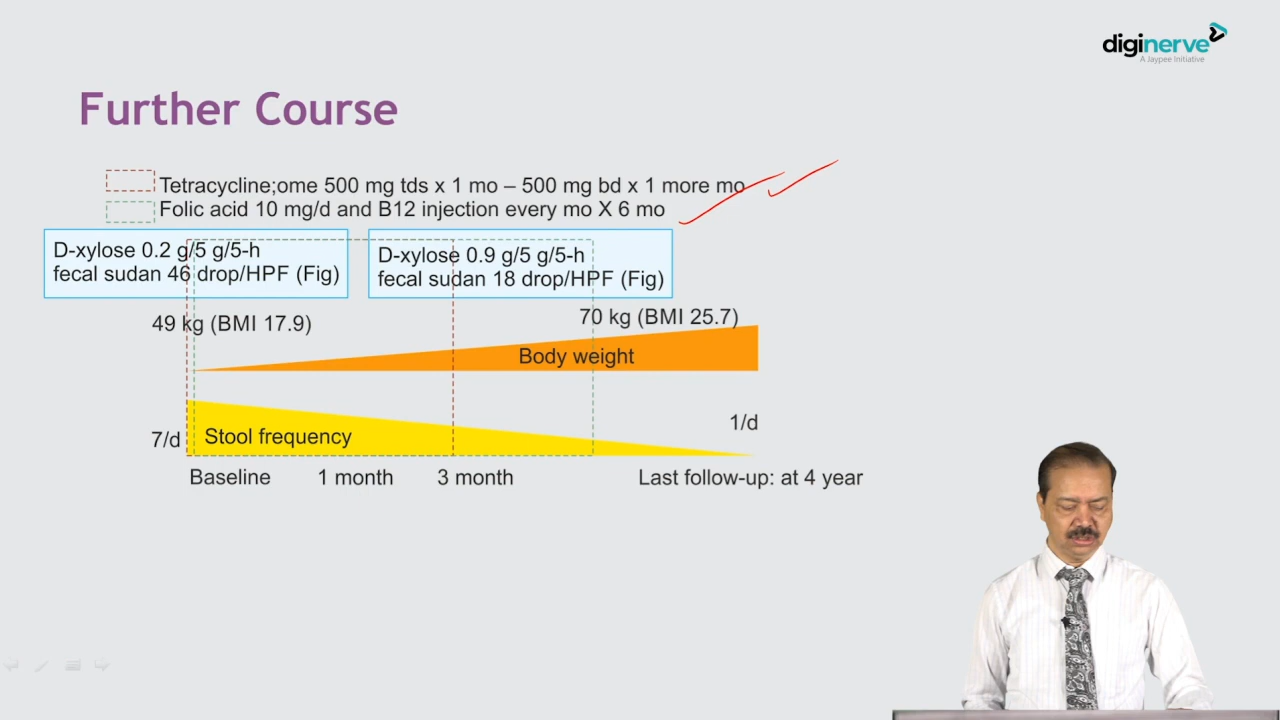 diginerve
A Jaypee Initiative
Further Course
Tetracycline;ome 500 mg tds x 1 mo – 500 mg bd x 1 more mo
Folic acid 10 mg/d and B12 injection every mo X 6 mo
D-xylose 0.2 g/5 g/5-h
fecal sudan 46 drop/HPF (Fig)
D-xylose 0.9 g/5 g/5-h
fecal sudan 18 drop/HPF (Fig)
49 kg (BMI 17.9)
70 kg (BMI 25.7)
Body weight
1/d
7/d
Stool frequency
Baseline
1 month
3 month
Last follow-up: at 4 year